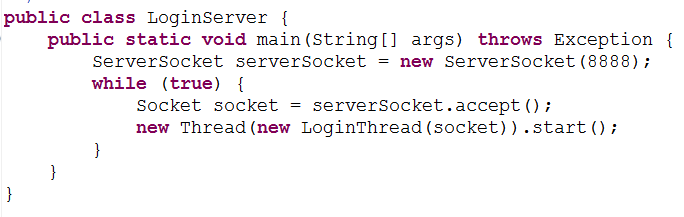 public class LoginServer {
    public static void main(String[] args) throws Exception {
        ServerSocket serverSocket = new ServerSocket(8888);
        while (true) {
            Socket socket = serverSocket.accept();
            new Thread(new LoginThread(socket)).start();
        }
    }
}